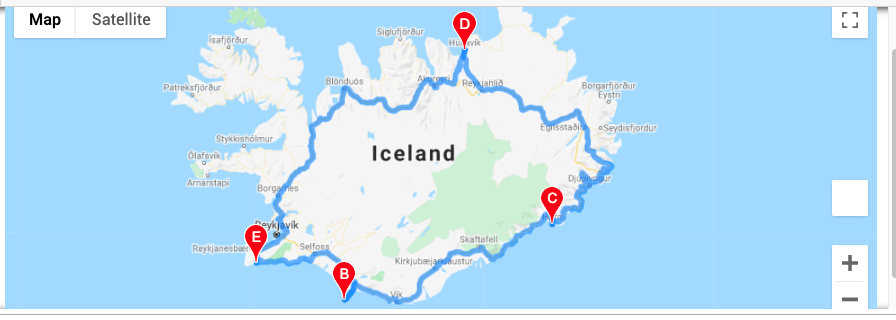 Map Satellite
D
Siglufjörður
Ísafjörður
Húsavík
Akureyri
Reykjahlíð
Blönduós
Patreksfjörður
Borgarfjörður
Eystri
Egilsstaðir
Seyðisfjörður
Stykkishólmur
Iceland
Ólafsvík
Arnarstapi
Djúpivogur
Borgarnes
C
Reykjavík
E
Reykjanesbær
Selfoss
Skaftafell
Kirkjubæjarklaustur
B
Vik
+
−